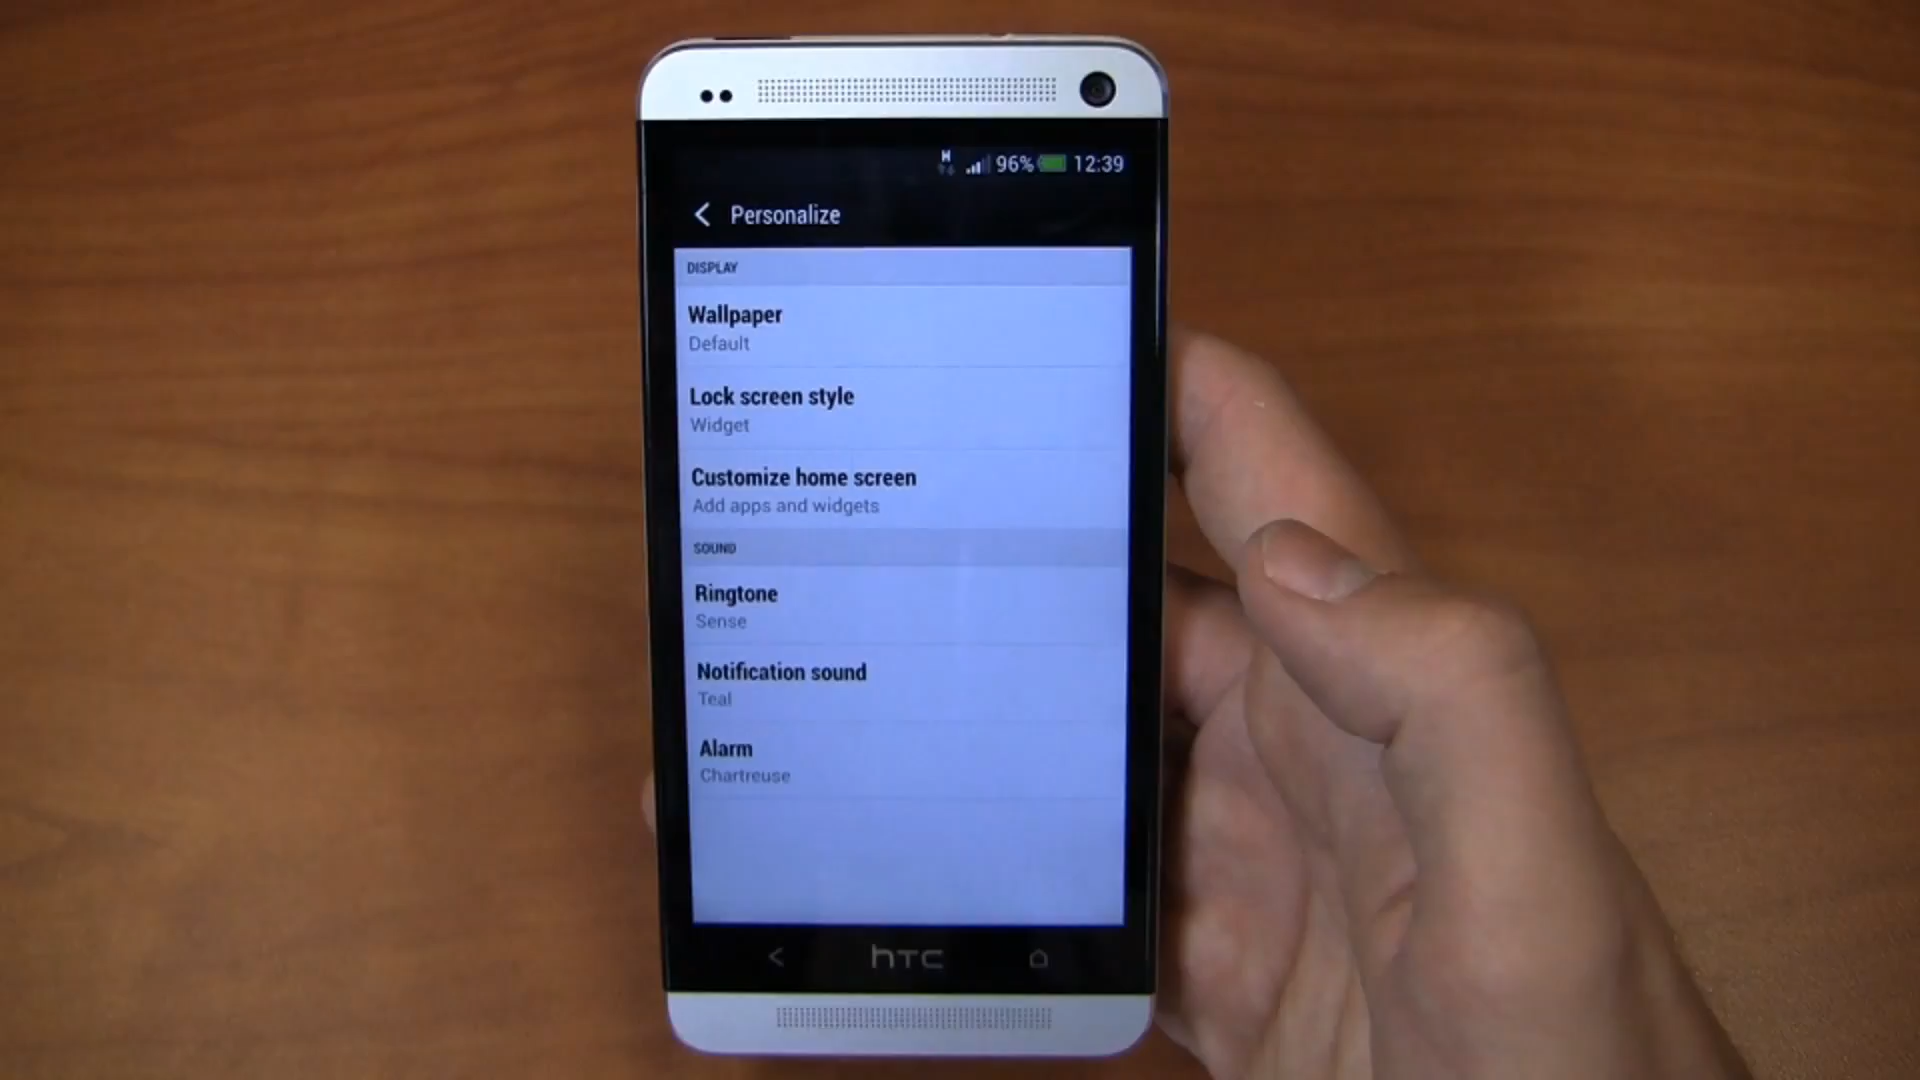 H
96% 12:39
Personalize
DISPLAY
Wallpaper
Default
Lock screen style
Widget
Customize home screen
Add apps and widgets
SOUND
Ringtone
Sense
Notification sound
Teal
Alarm
Chartreuse
hTC